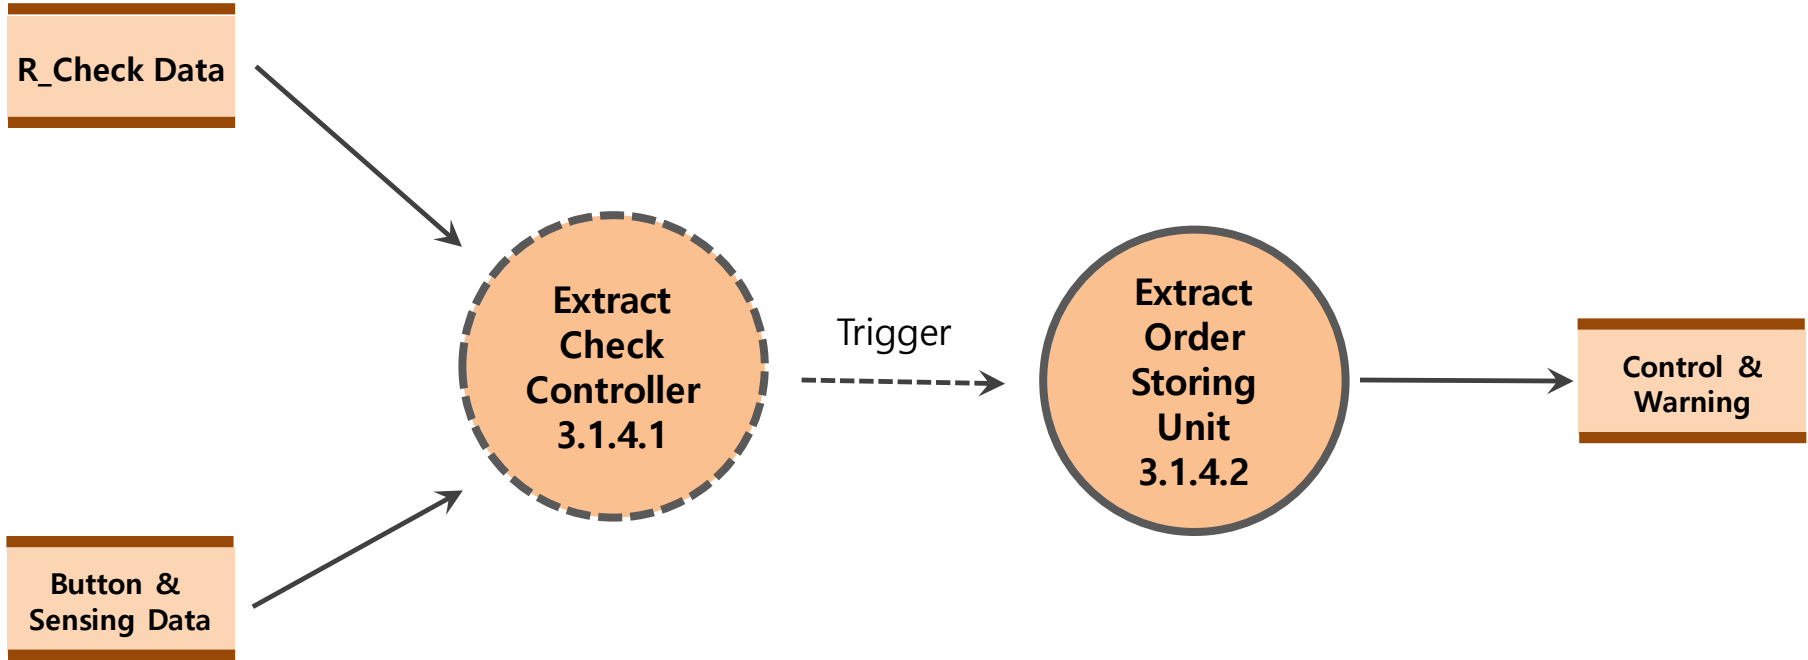 R_Check Data
Extract
Check
Controller
3.1.4.1
Trigger
Extract
Order
Storing
Unit
3.1.4.2
Control &
Warning
Button &
Sensing Data